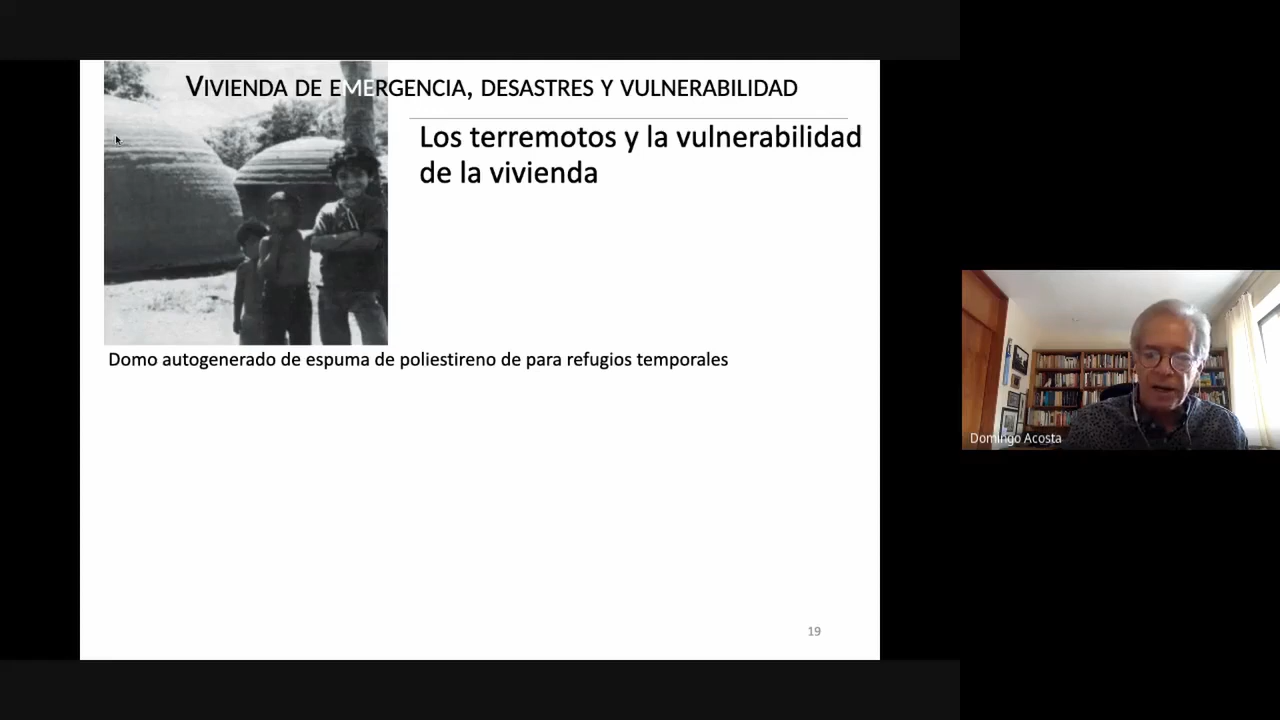 VIVIENDA DE EMERGENCIA, DESASTRES Y VULNERABILIDAD
Los terremotos y la vulnerabilidad
de la vivienda
Domo autogenerado de espuma de poliestireno de para refugios temporales
19
Domingo Acosta